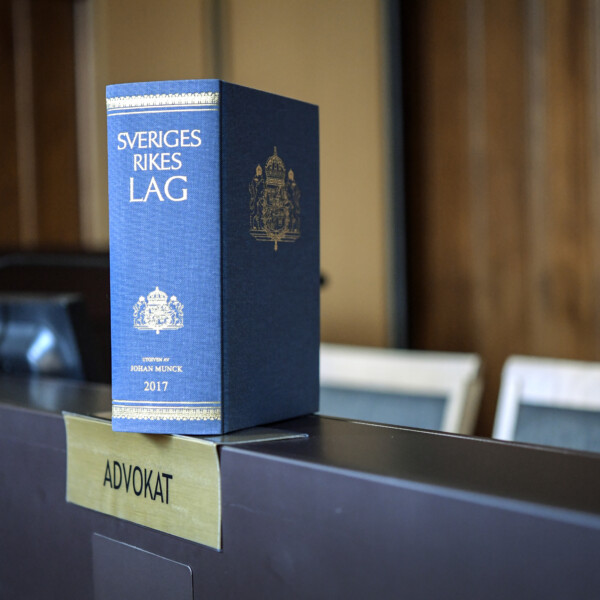 SVERIGES
RIKES
LAG
UTGIVEN AV
JOHAN MUNCK
2017
ADVOKAT